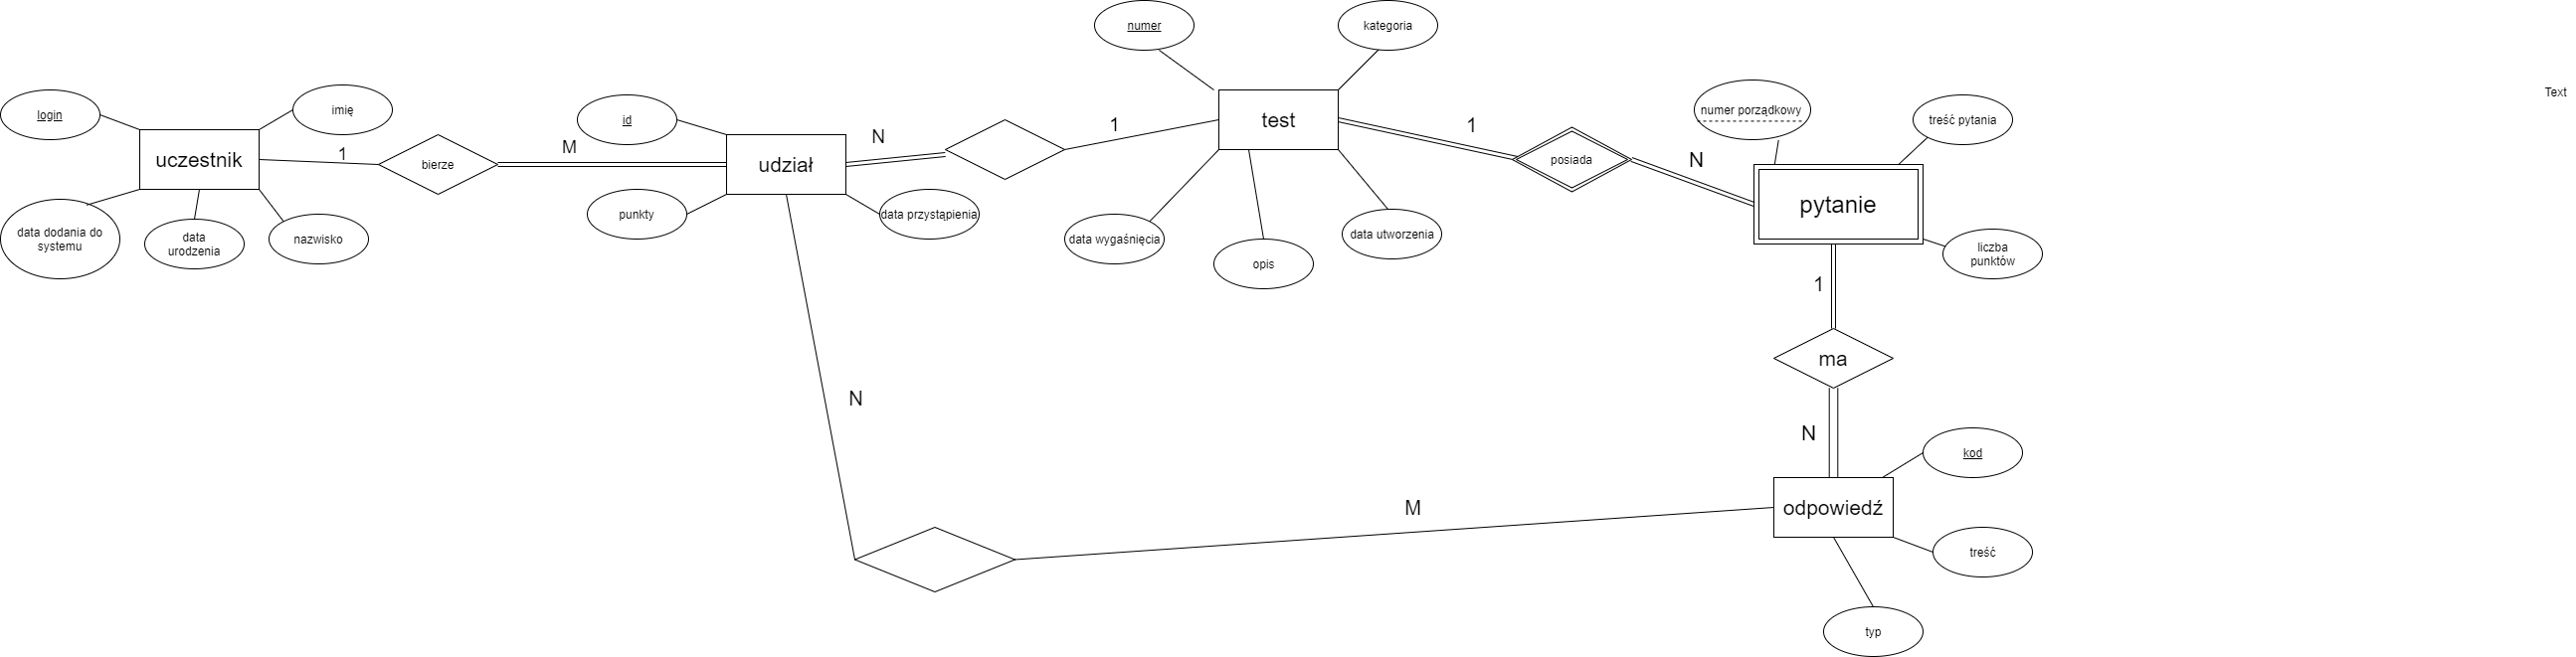 numer
kategoria
login
imię
uczestnik
1
bierze
M
id
udział
N
1
test
1
posiada
N
numer porządkowy
treść pytania
Text
pytanie
data dodania do
systemu
data
urodzenia
nazwisko
punkty
data przystąpienia
data wygaśnięcia
opis
data utworzenia
liczba
punktów
1
ma
N
N
kod
M
odpowiedź
treść
typ